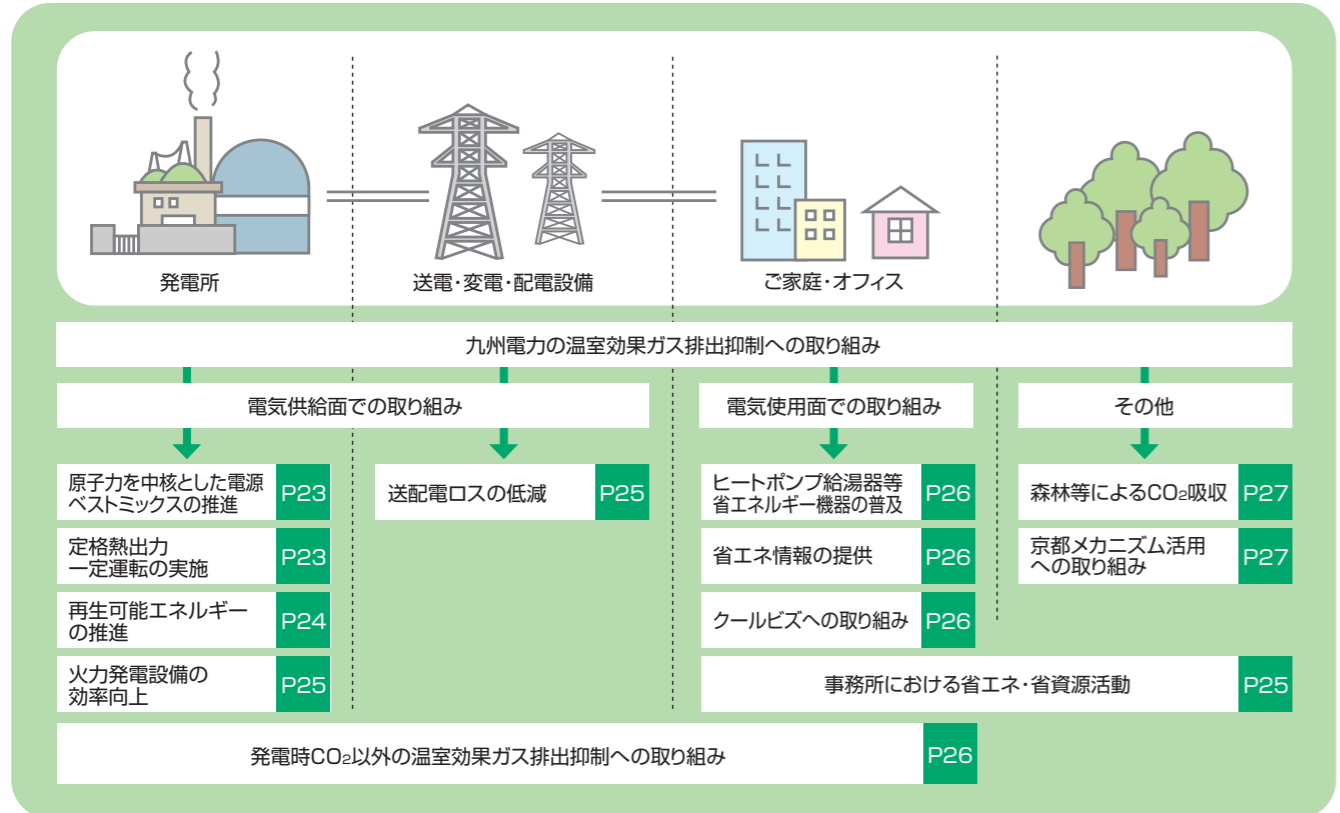 発電所
送電・変電・配電設備
ご家庭・オフィス
九州電力の温室効果ガス排出抑制への取り組み
電気供給面での取り組み
電気使用面での取り組み
その他
原子力を中核とした電源
ベストミックスの推進
P23
送配電ロスの低減
P25
ヒートポンプ給湯器等
省エネルギー機器の普及
P26
森林等によるCO₂吸収
P27
定格熱出力
一定運転の実施
P23
省エネ情報の提供
P26
京都メカニズム活用
への取り組み
P27
再生可能エネルギー
の推進
P24
クールビズへの取り組み
P26
火力発電設備の
効率向上
P25
事務所における省エネ・省資源活動
P25
発電時CO₂以外の温室効果ガス排出抑制への取り組み
P26